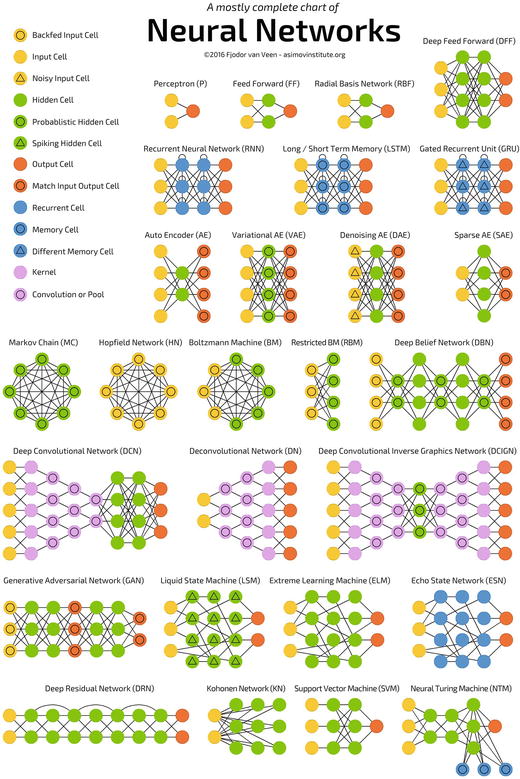 A mostly complete chart of
Neural Networks
©2016 Fjodor van Veen - asimovinstitute.org
Backfed Input Cell
Input Cell
Noisy Input Cell
Hidden Cell
Probablistic Hidden Cell
Spiking Hidden Cell
Output Cell
Match Input Output Cell
Recurrent Cell
Memory Cell
Different Memory Cell
Kernel
Convolution or Pool
Deep Feed Forward (DFF)
Perceptron (P)
Feed Forward (FF)
Radial Basis Network (RBF)
Recurrent Neural Network (RNN)
Long / Short Term Memory (LSTM)
Gated Recurrent Unit (GRU)
Auto Encoder (AE)
Variational AE (VAE)
Denoising AE (DAE)
Sparse AE (SAE)
Markov Chain (MC)
Hopfield Network (HN)
Boltzmann Machine (BM)
Restricted BM (RBM)
Deep Belief Network (DBN)
Deep Convolutional Network (DCN)
Deconvolutional Network (DN)
Deep Convolutional Inverse Graphics Network (DCIGN)
Generative Adversarial Network (GAN)
Liquid State Machine (LSM)
Extreme Learning Machine (ELM)
Echo State Network (ESN)
Deep Residual Network (DRN)
Kohonen Network (KN)
Support Vector Machine (SVM)
Neural Turing Machine (NTM)